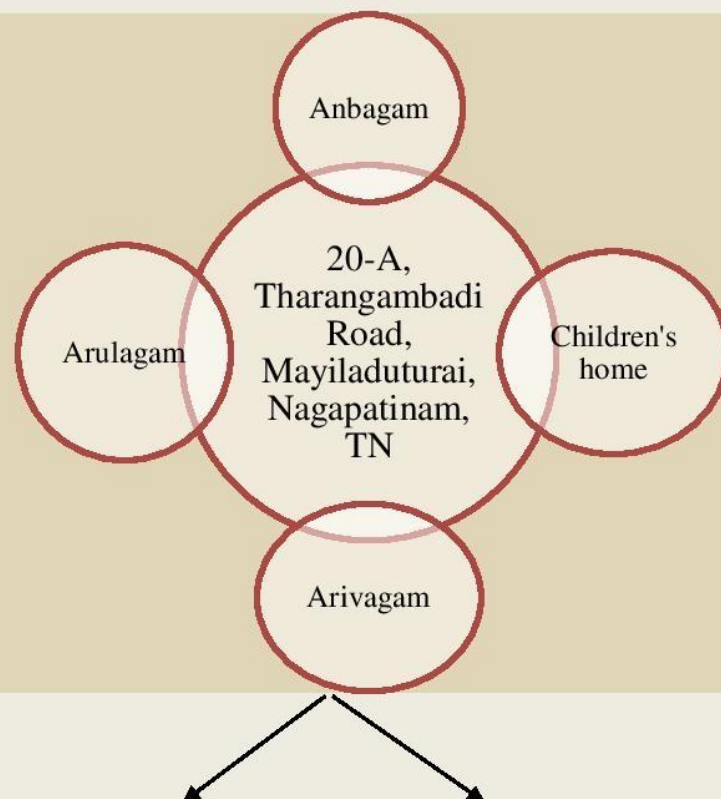 Anbagam
20-A,
Tharangambadi
Road,
Mayiladuturai,
Nagapatinam,
TN
Arulagam
Children's
home
Arivagam